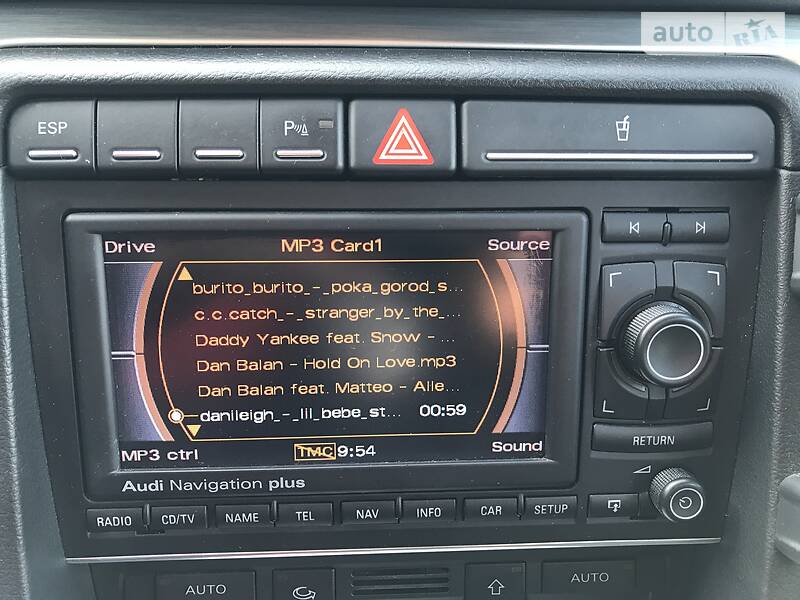 auto RIA
ESP
P
Drive MP3 Card1 Source
burito_burito_-_poka_gorod_s...
c.c.catch_-_stranger_by_the_...
Daddy Yankee feat. Snow - ...
Dan Balan - Hold On Love.mp3
Dan Balan feat. Matteo - Alle...
danileigh_-_lil_bebe_st... 00:59
MP3 ctrl TMC 9:54 Sound
Audi Navigation plus
RETURN
RADIO CD/TV NAME TEL NAV INFO CAR SETUP
AUTO AUTO